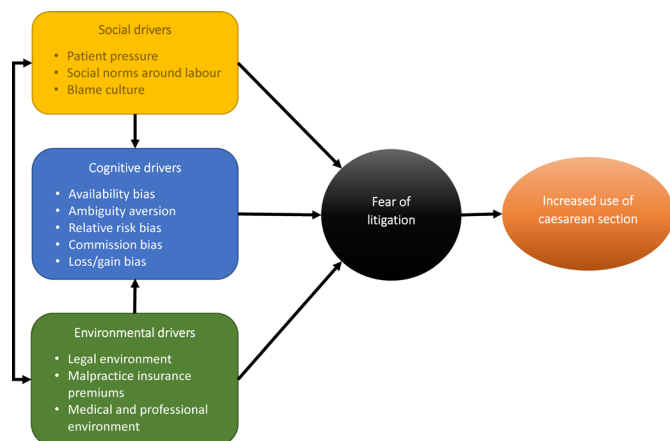 Social drivers
• Patient pressure
• Social norms around labour
• Blame culture
Cognitive drivers
• Availability bias
• Ambiguity aversion
• Relative risk bias
• Commission bias
• Loss/gain bias
Environmental drivers
• Legal environment
• Malpractice insurance
premiums
• Medical and professional
environment
Fear of
litigation
Increased use of
caesarean section